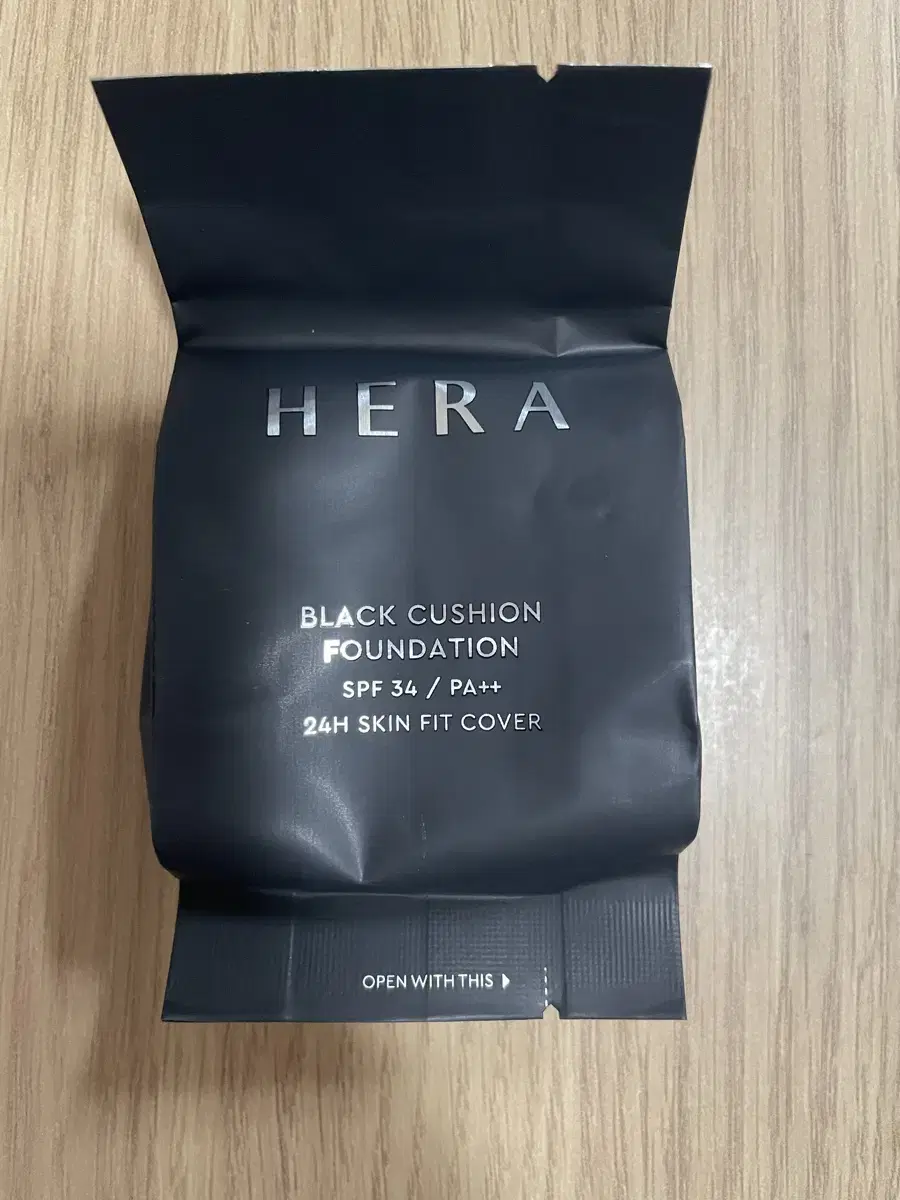 HERA
BLACK CUSHION
FOUNDATION
SPF 34 / PA++
24H SKIN FIT COVER
OPEN WITH THIS